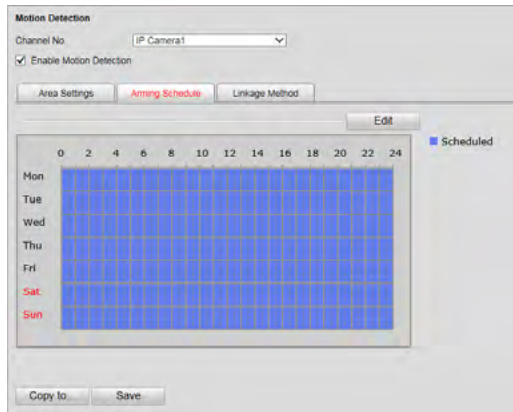 Motion Detection
Channel No. IP Camera1
Enable Motion Detection
Area Settings Arming Schedule Linkage Method
Edit
Scheduled
0 2 4 6 8 10 12 14 16 18 20 22 24
Mon
Tue
Wed
Thu
Fri
Sat
Sun
Copy to... Save